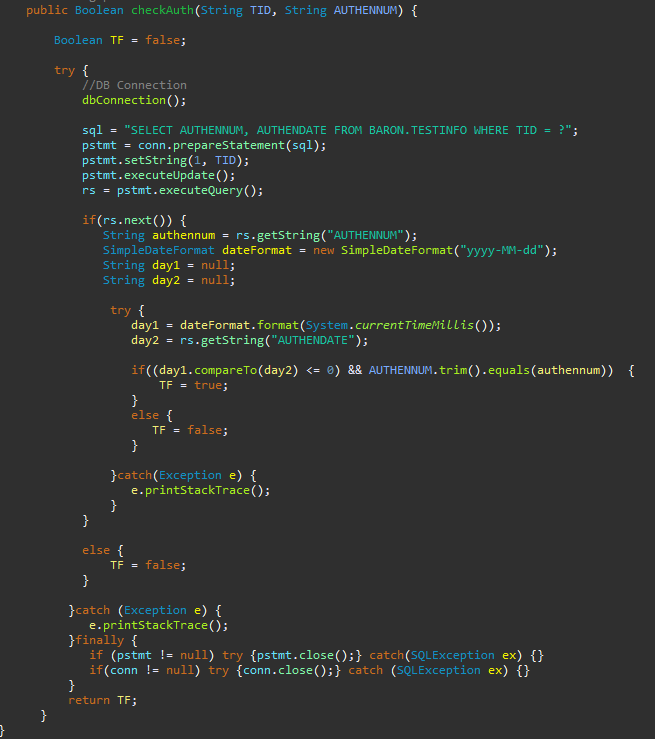 public Boolean checkAuth(String TID, String AUTHENNUM) {
Boolean TF = false;
try {
//DB Connection
dbConnection();
sql = "SELECT AUTHENNUM, AUTHENDATE FROM BARON.TESTINFO WHERE TID = ?";
pstmt = conn.prepareStatement(sql);
pstmt.setString(1, TID);
pstmt.executeUpdate();
rs = pstmt.executeQuery();
if(rs.next()) {
String authennum = rs.getString("AUTHENNUM");
SimpleDateFormat dateFormat = new SimpleDateFormat("yyyy-MM-dd");
String day1 = null;
String day2 = null;
try {
day1 = dateFormat.format(System.currentTimeMillis());
day2 = rs.getString("AUTHENDATE");
if((day1.compareTo(day2) <= 0) && AUTHENNUM.trim().equals(authennum)) {
TF = true;
}
else {
TF = false;
}
}catch(Exception e) {
e.printStackTrace();
}
}
else {
TF = false;
}
}catch (Exception e) {
e.printStackTrace();
}finally {
if (pstmt != null) try {pstmt.close();} catch(SQLException ex) {}
if(conn != null) try {conn.close();} catch (SQLException ex) {}
}
return TF;
}
}